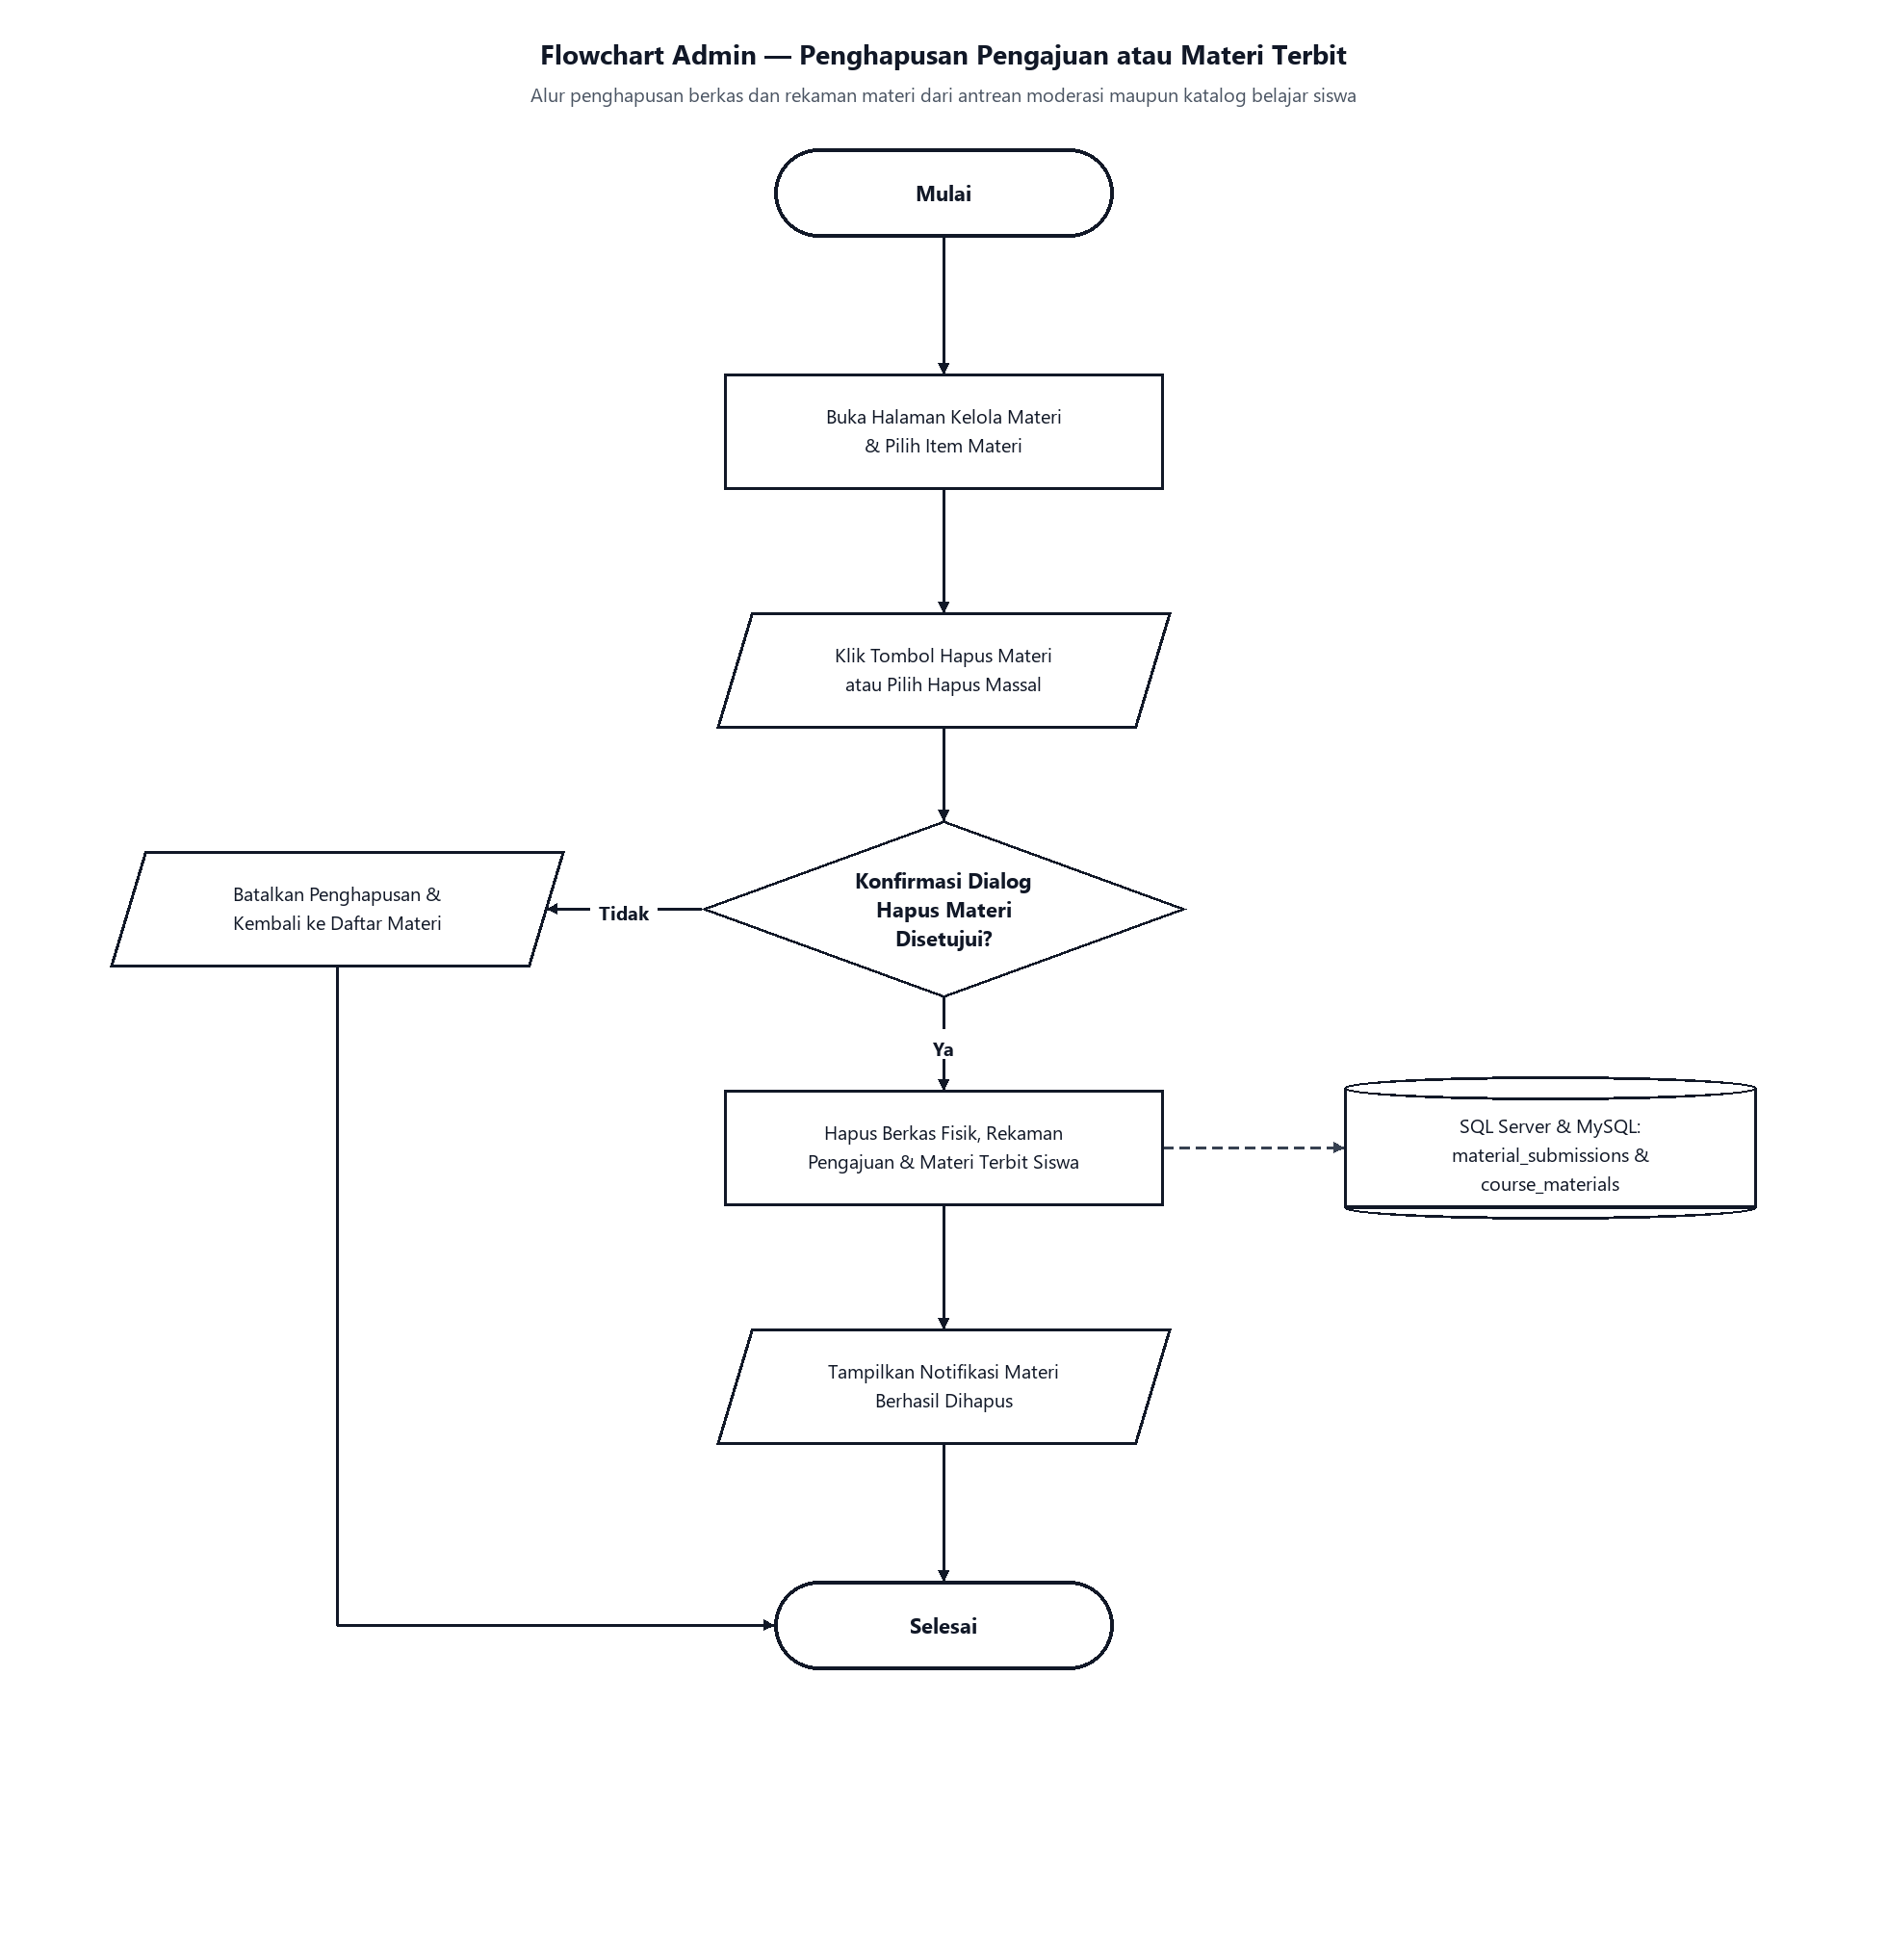 Flowchart Admin — Penghapusan Pengajuan atau Materi Terbit
Alur penghapusan berkas dan rekaman materi dari antrean moderasi maupun katalog belajar siswa
Mulai
Buka Halaman Kelola Materi
& Pilih Item Materi
Klik Tombol Hapus Materi
atau Pilih Hapus Massal
Konfirmasi Dialog
Hapus Materi
Disetujui?
Tidak
Batalkan Penghapusan &
Kembali ke Daftar Materi
Ya
Hapus Berkas Fisik, Rekaman
Pengajuan & Materi Terbit Siswa
SQL Server & MySQL:
material_submissions &
course_materials
Tampilkan Notifikasi Materi
Berhasil Dihapus
Selesai